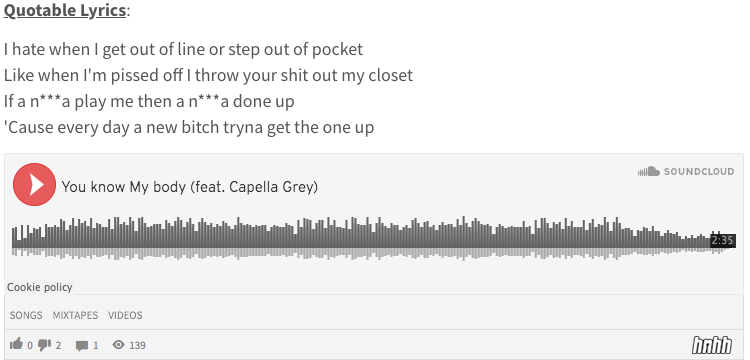 Quotable Lyrics:
I hate when I get out of line or step out of pocket
Like when I'm pissed off I throw your shit out my closet
If a n***a play me then a n***a done up
'Cause every day a new bitch tryna get the one up
SOUNDCLOUD
You know My body (feat. Capella Grey)
2:35
Cookie policy
SONGS MIXTAPES VIDEOS
0 2 1 139
hnhh